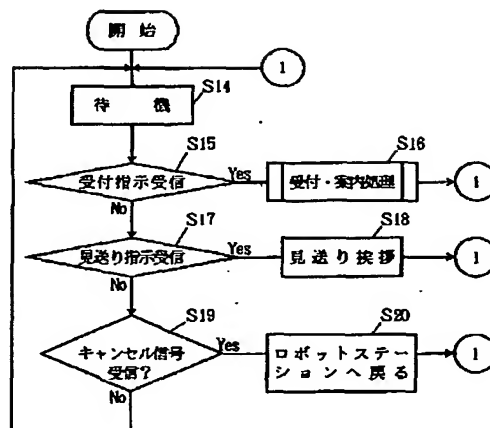 開始
1
S14
待機
S15
受付指示受信
Yes
S16
受付・案内処理
1
No
S17
見送り指示受信
Yes
S18
見送り挨拶
1
No
S19
キャンセル信号
受信?
Yes
S20
ロボットステー
ションへ戻る
1
No